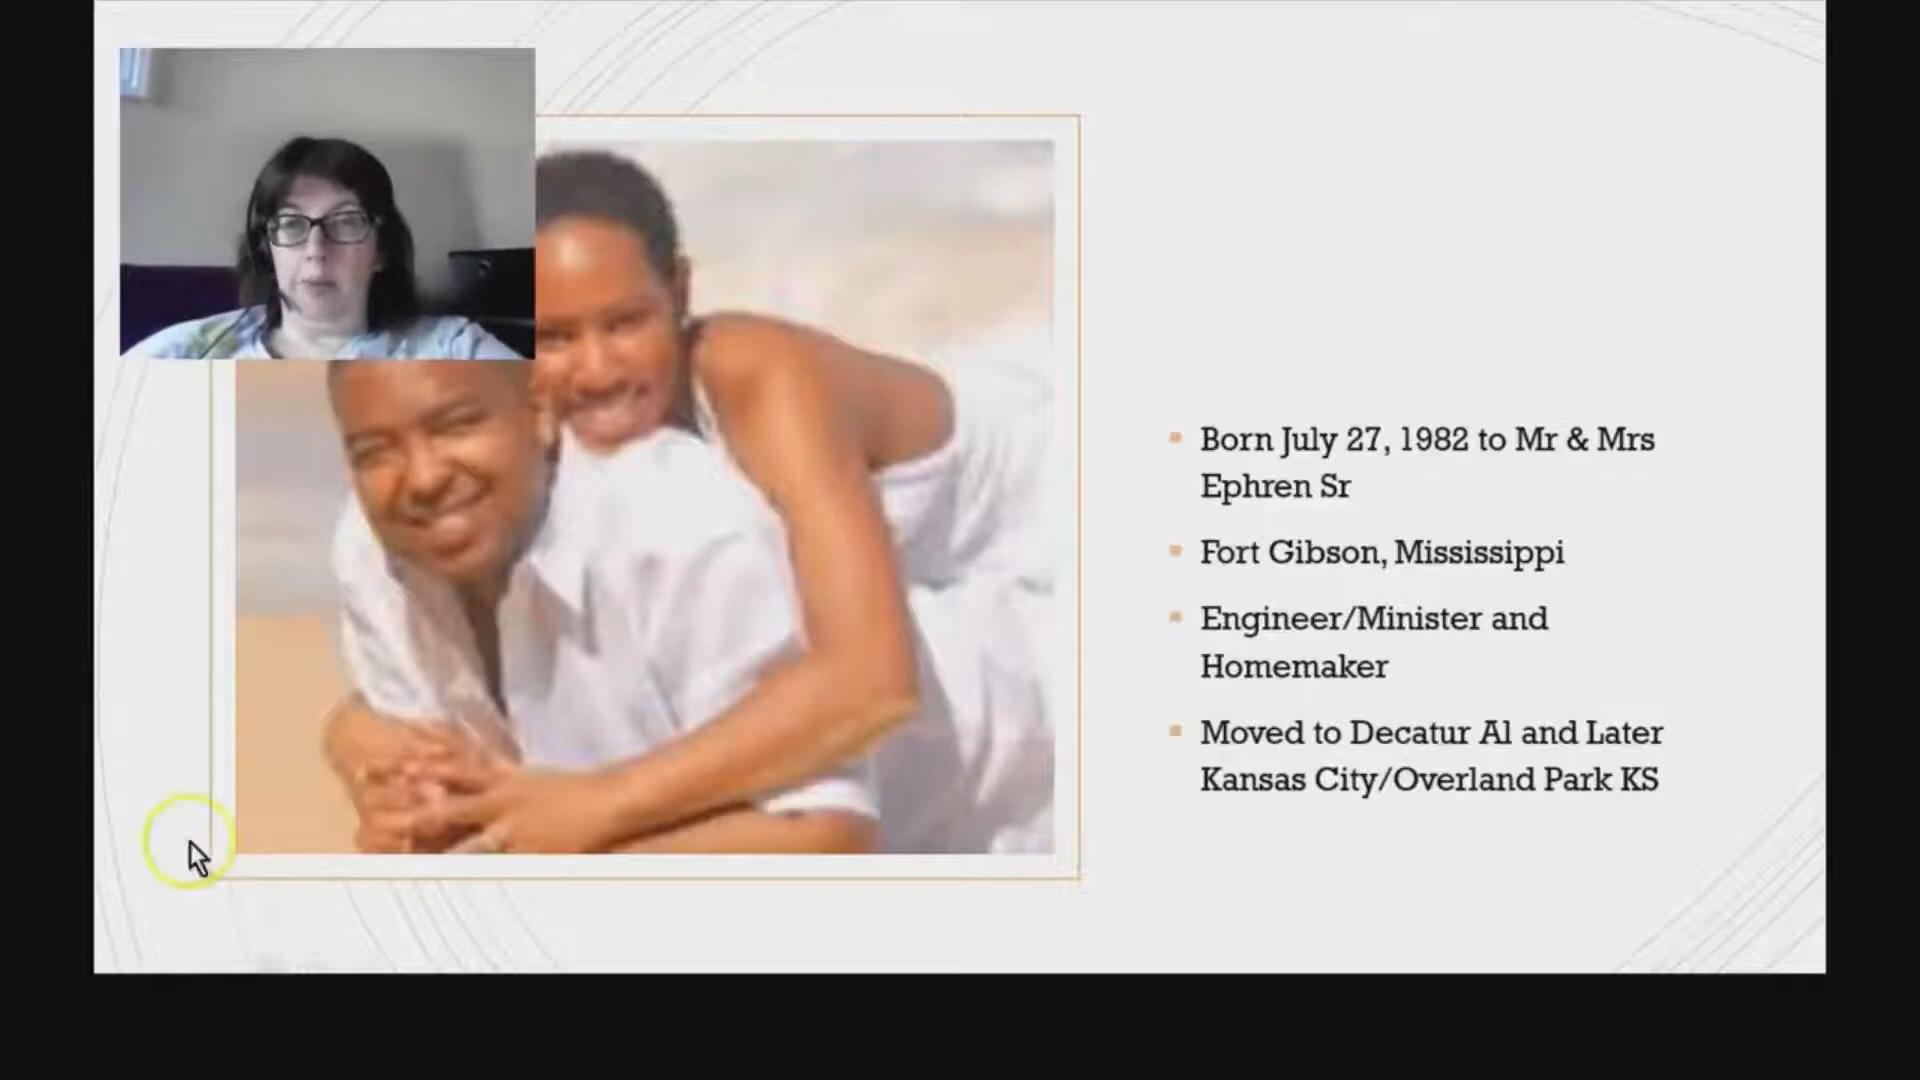 Born July 27, 1982 to Mr & Mrs
Ephren Sr
Fort Gibson, Mississippi
Engineer/Minister and
Homemaker
Moved to Decatur Al and Later
Kansas City/Overland Park KS